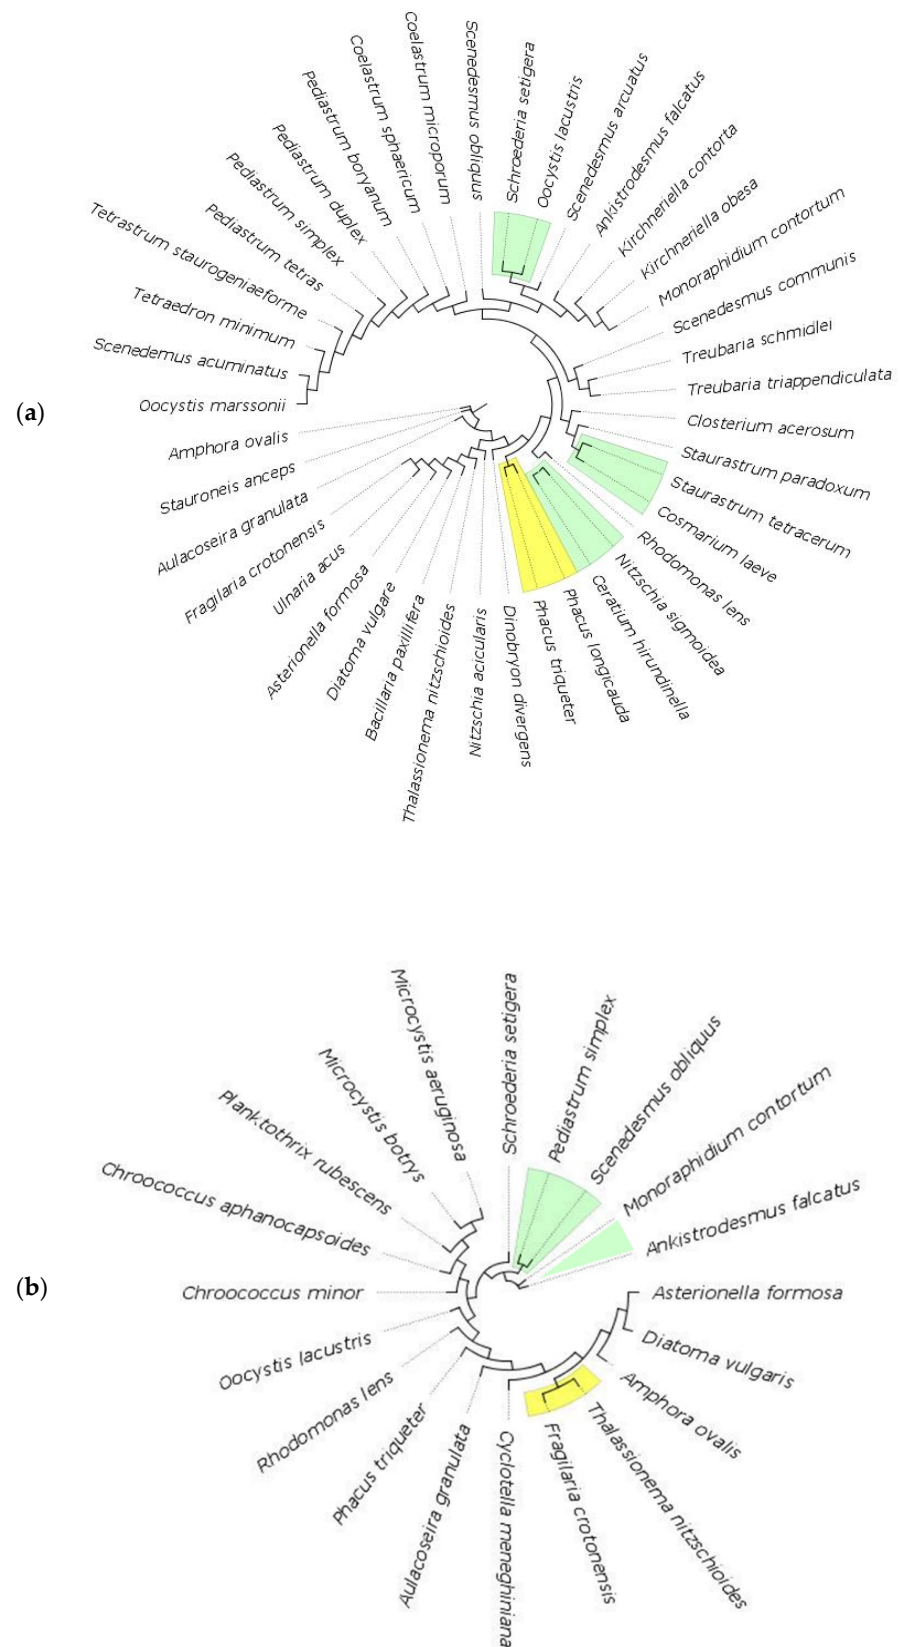 (a)
Oocystis marssonii
Scenedemus acuminatus
Tetraedron minimum
Tetrastrum staurogeniaeforme
Pediastrum tetras
Pediastrum simplex
Pediastrum duplex
Pediastrum boryanum
Coelastrum sphaericum
Coelastrum microporum
Scenedesmus obliquus
Schroederia setigera
Oocystis lacustris
Scenedesmus arcuatus
Ankistrodesmus falcatus
Kirchneriella contorta
Kirchneriella obesa
Monoraphidium contortum
Scenedesmus communis
Treubaria schmidlei
Treubaria triappendiculata
Closterium acerosum
Staurastrum paradoxum
Staurastrum tetracerum
Cosmarium laeve
Rhodomonas lens
Nitzschia sigmoidea
Ceratium hirundinella
Phacus longicauda
Phacus triqueter
Dinobryon divergens
Nitzschia acicularis
Thalassionema nitzschioides
Bacillaria paxillifera
Diatoma vulgare
Asterionella formosa
Ulnaria acus
Fragilaria crotonensis
Aulacoseira granulata
Stauroneis anceps
Amphora ovalis
(b)
Chroococcus minor
Chroococcus aphanocapsoides
Planktothrix rubescens
Microcystis botrys
Microcystis aeruginosa
Schroederia setigera
Pediastrum simplex
Scenedesmus obliquus
Monoraphidium contortum
Ankistrodesmus falcatus
Asterionella formosa
Diatoma vulgaris
Amphora ovalis
Thalassionema nitzschioides
Fragilaria crotonensis
Cyclotella meneghiniana
Aulacoseira granulata
Phacus triqueter
Rhodomonas lens
Oocystis lacustris